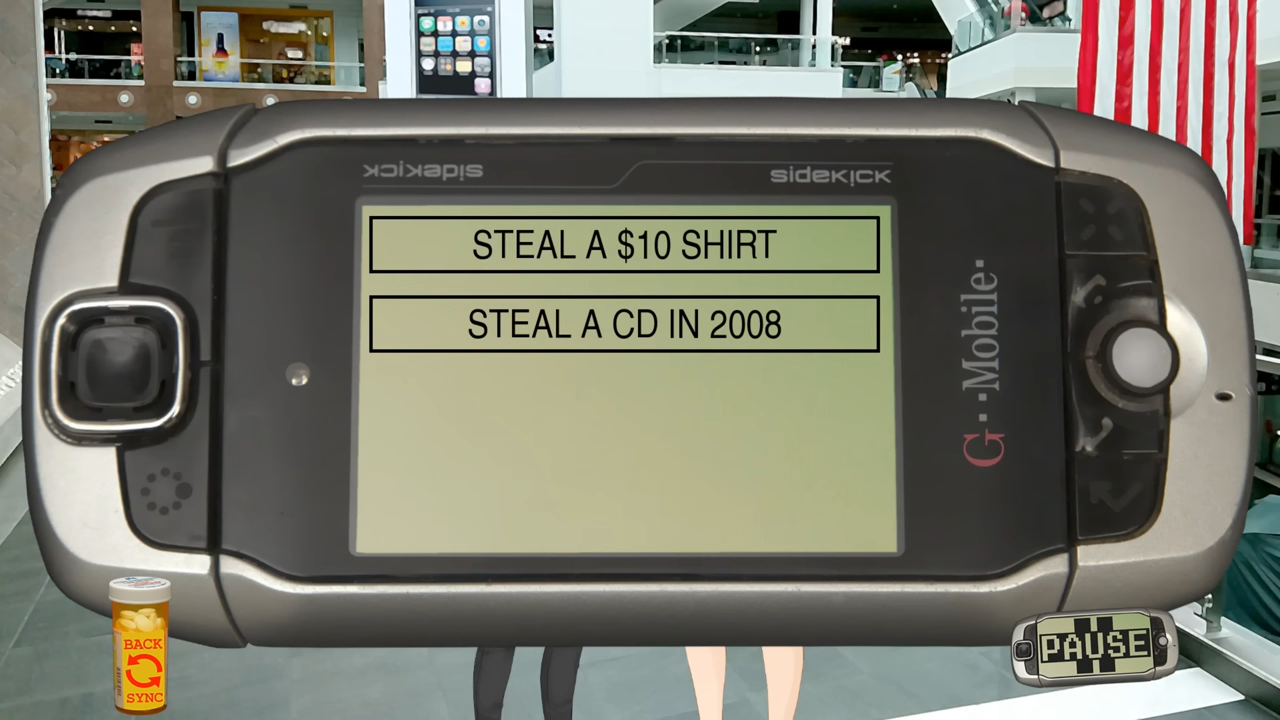 sidekick
sidekick
STEAL A $10 SHIRT
STEAL A CD IN 2008
G··Mobile·
BACK
SYNC
PAUSE